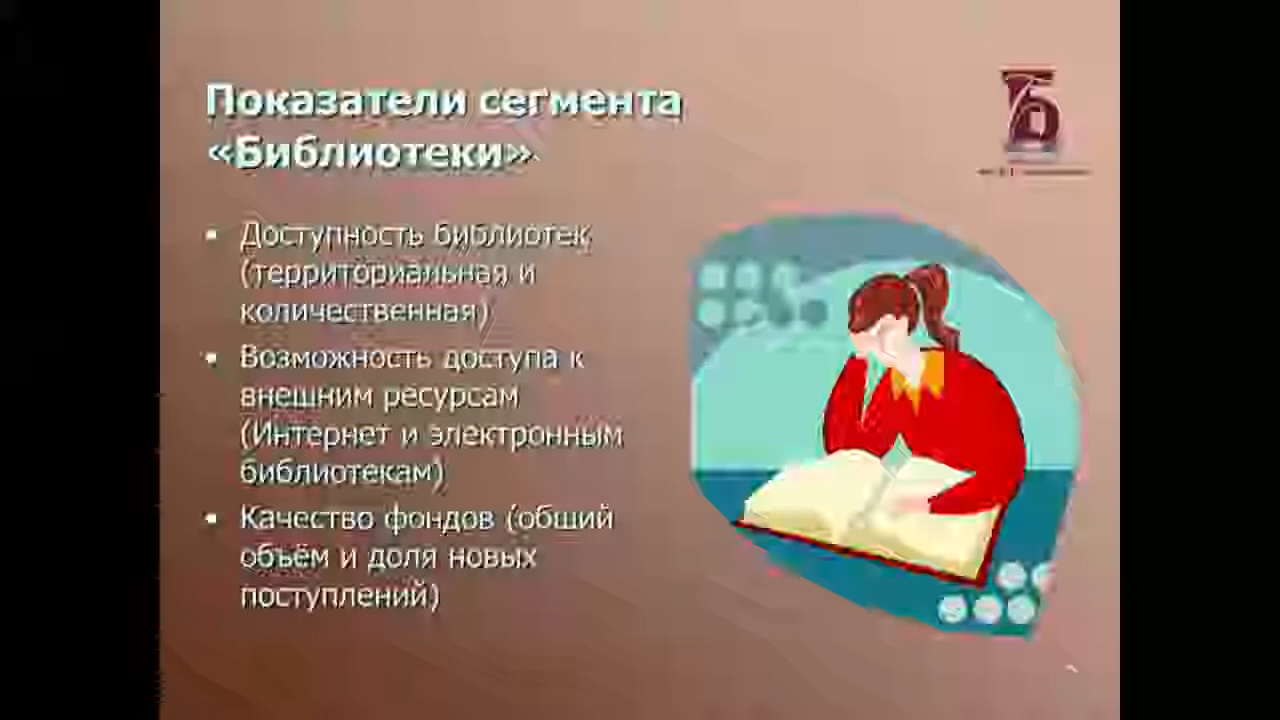 Показатели сегмента
«Библиотеки»
• Доступность библиотек
(территориальная и
количественная)
• Возможность доступа к
внешним ресурсам
(Интернет и электронным
библиотекам)
• Качество фондов (общий
объём и доля новых
поступлений)